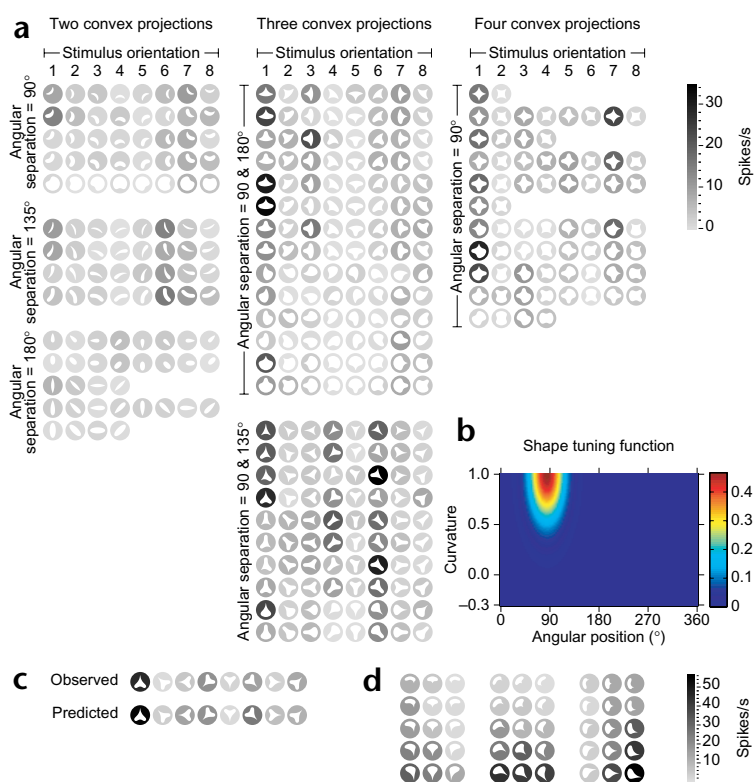 a
Two convex projections
Three convex projections
Four convex projections
Stimulus orientation
Stimulus orientation
Stimulus orientation
1 2 3 4 5 6 7 8
1 2 3 4 5 6 7 8
1 2 3 4 5 6 7 8
Angular separation = 90°
Angular separation = 135°
Angular separation = 180°
Angular separation = 90 & 180°
Angular separation = 90 & 135°
Angular separation = 90°
30
20
10
0
Spikes/s
b
Shape tuning function
Curvature
1.0
0.5
0.0
–0.3
0 90 180 270 360
Angular position (°)
0.4
0.3
0.2
0.1
0
c
Observed
Predicted
d
50
40
30
20
10
0
Spikes/s